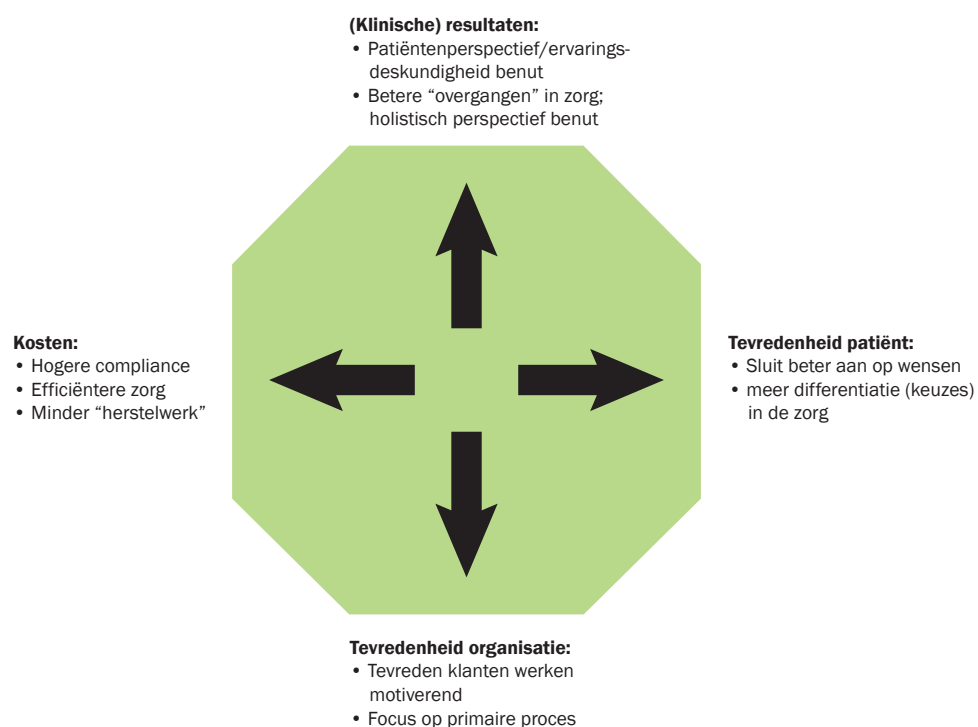 (Klinische) resultaten:
• Patiëntenperspectief/ervarings-
deskundigheid benut
• Betere “overgangen” in zorg;
holistisch perspectief benut
Kosten:
• Hogere compliance
• Efficiëntere zorg
• Minder “herstelwerk”
Tevredenheid patiënt:
• Sluit beter aan op wensen
• meer differentiatie (keuzes)
in de zorg
Tevredenheid organisatie:
• Tevreden klanten werken
motiverend
• Focus op primaire proces